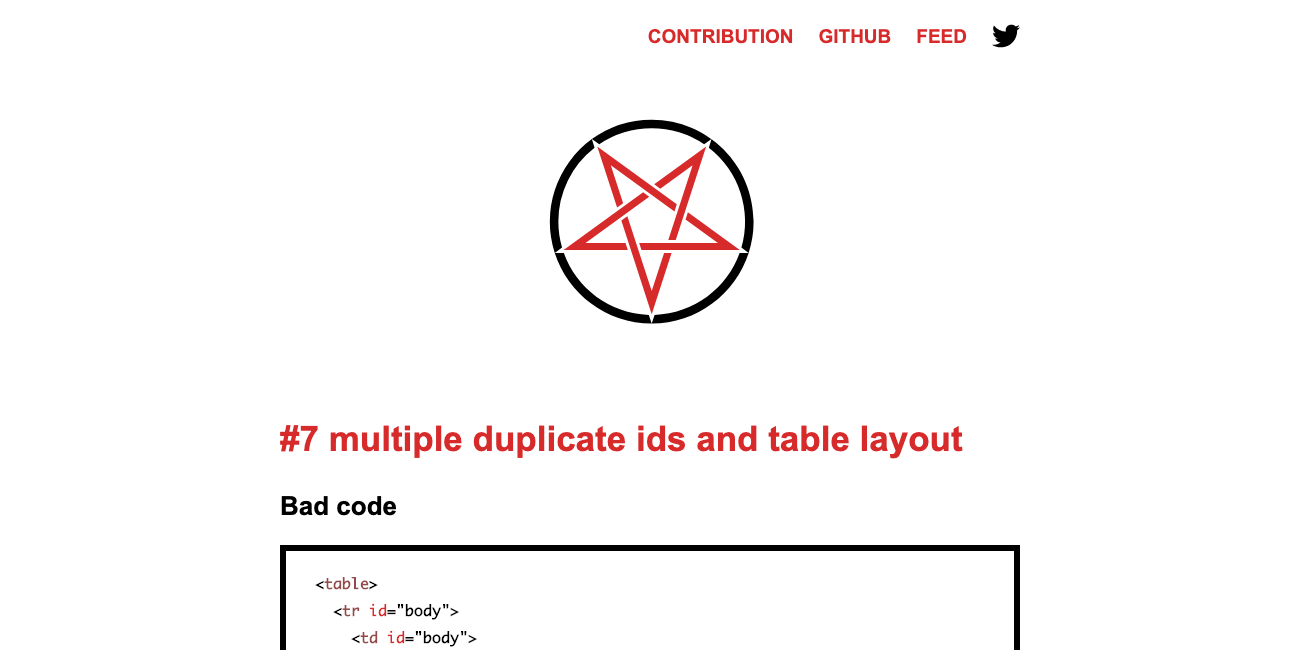 CONTRIBUTION GITHUB FEED
#7 multiple duplicate ids and table layout
Bad code
<table>
<tr id="body">
<td id="body">